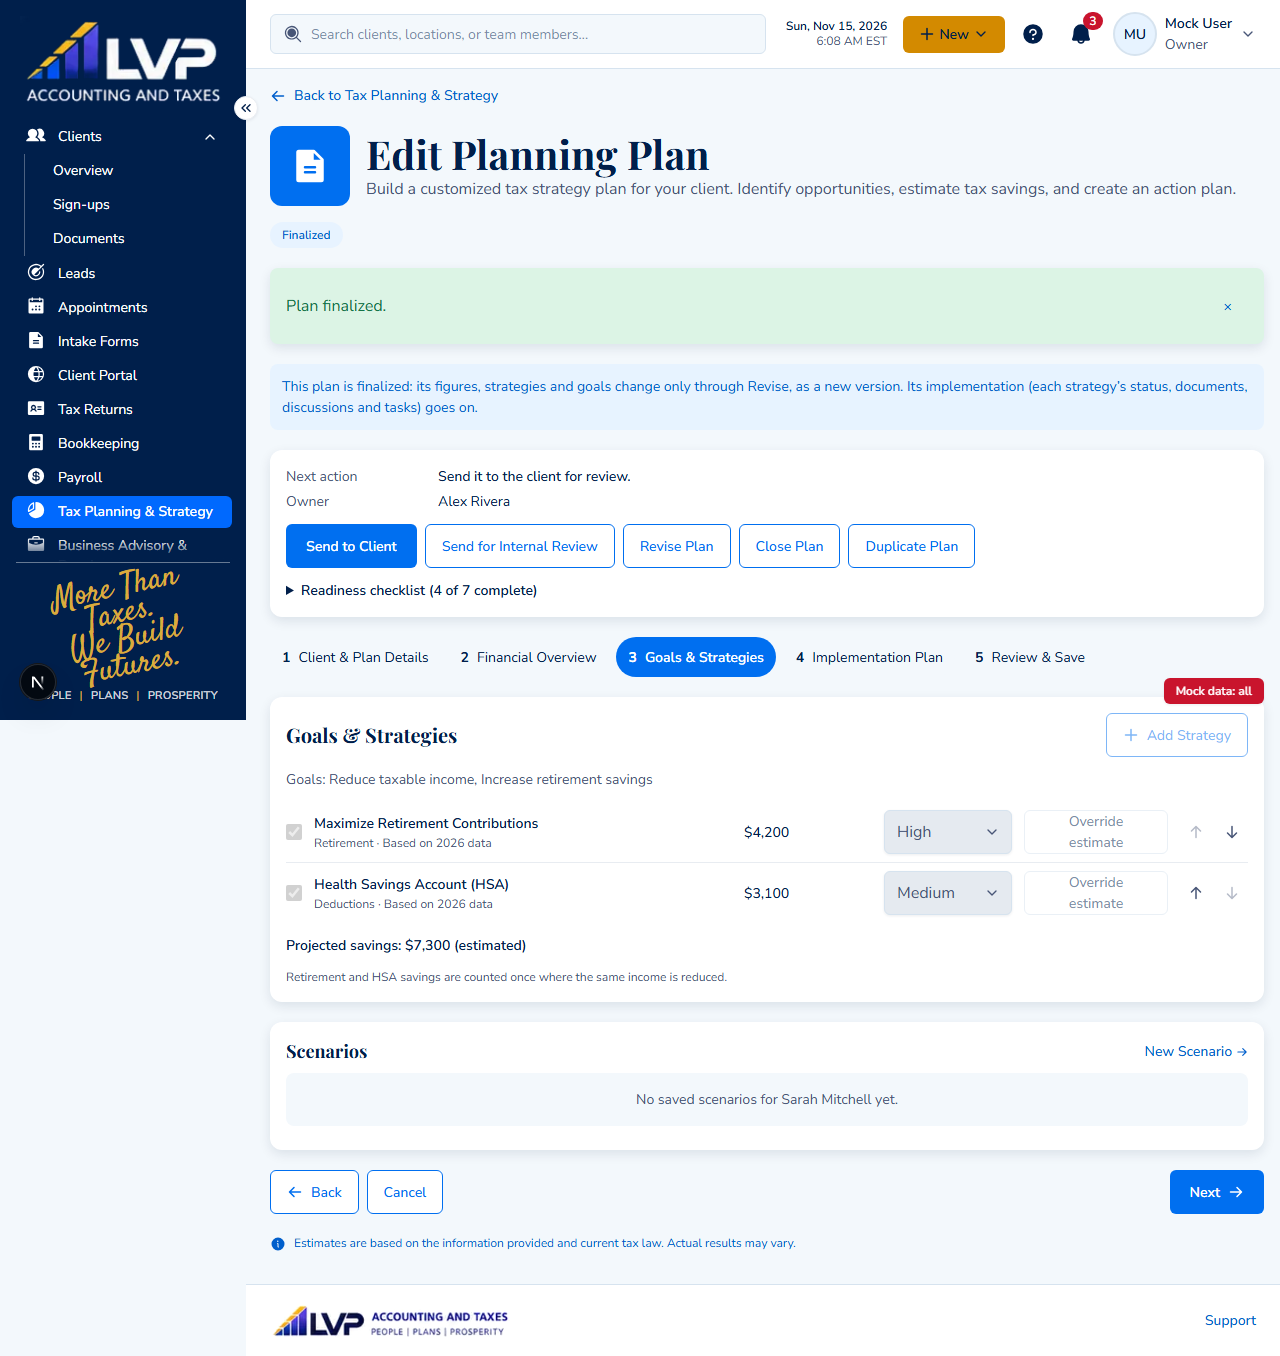 LVP
ACCOUNTING AND TAXES
Clients
Overview
Sign-ups
Documents
Leads
Appointments
Intake Forms
Client Portal
Tax Returns
Bookkeeping
Payroll
Tax Planning & Strategy
Business Advisory &
More Than
Taxes.
We Build
Futures.
N
PLE | PLANS | PROSPERITY
Search clients, locations, or team members...
Sun, Nov 15, 2026
6:08 AM EST
New
3
MU
Mock User
Owner
Back to Tax Planning & Strategy
Edit Planning Plan
Build a customized tax strategy plan for your client. Identify opportunities, estimate tax savings, and create an action plan.
Finalized
Plan finalized.
×
This plan is finalized: its figures, strategies and goals change only through Revise, as a new version. Its implementation (each strategy's status, documents,
discussions and tasks) goes on.
Next action Send it to the client for review.
Owner Alex Rivera
Send to Client Send for Internal Review Revise Plan Close Plan Duplicate Plan
Readiness checklist (4 of 7 complete)
1 Client & Plan Details 2 Financial Overview 3 Goals & Strategies 4 Implementation Plan 5 Review & Save
Mock data: all
Goals & Strategies
Add Strategy
Goals: Reduce taxable income, Increase retirement savings
Maximize Retirement Contributions
Retirement · Based on 2026 data
$4,200
High
Override
estimate
Health Savings Account (HSA)
Deductions · Based on 2026 data
$3,100
Medium
Override
estimate
Projected savings: $7,300 (estimated)
Retirement and HSA savings are counted once where the same income is reduced.
Scenarios
New Scenario →
No saved scenarios for Sarah Mitchell yet.
Back
Cancel
Next
Estimates are based on the information provided and current tax law. Actual results may vary.
LVP ACCOUNTING AND TAXES
PEOPLE | PLANS | PROSPERITY
Support